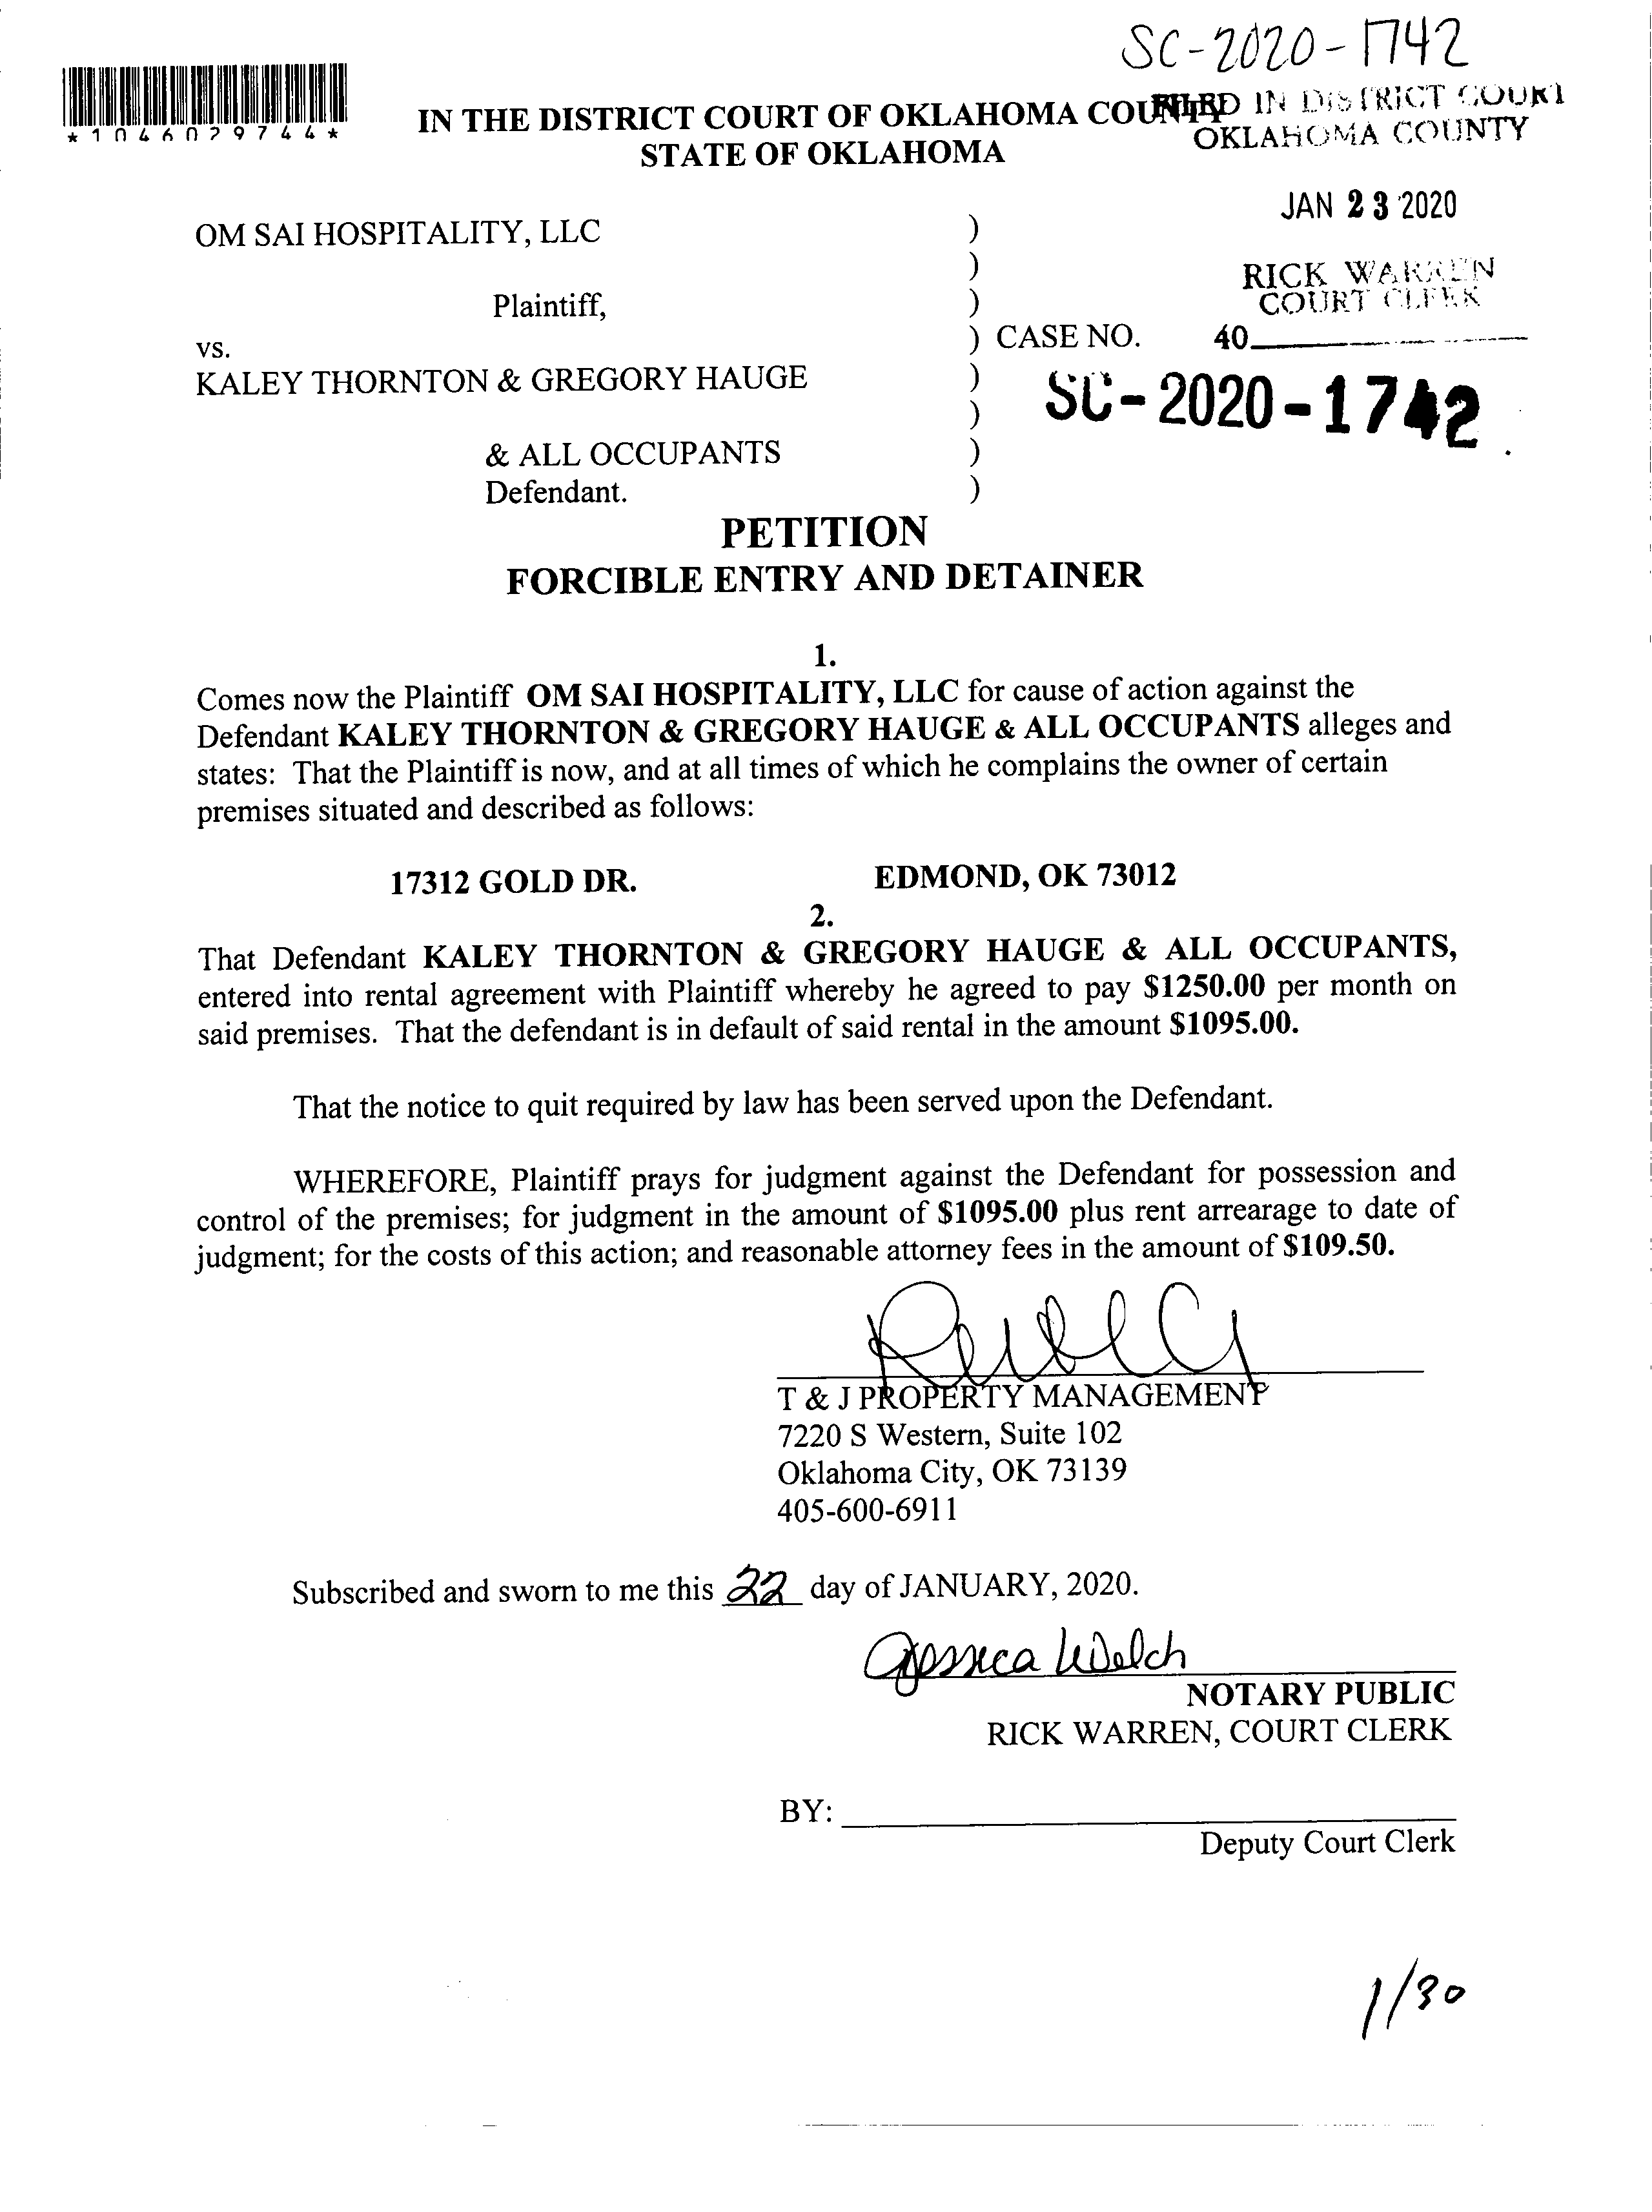 SC-2020-1742
*1046029744*
IN THE DISTRICT COURT OF OKLAHOMA COUNTY
FILED IN DISTRICT COURT
STATE OF OKLAHOMA
OKLAHOMA COUNTY
JAN 23 2020
OM SAI HOSPITALITY, LLC )
)
RICK WARREN
COURT CLERK
Plaintiff, )
vs. ) CASE NO. 40
KALEY THORNTON & GREGORY HAUGE )
SC-2020-1742
)
& ALL OCCUPANTS )
Defendant. )
PETITION
FORCIBLE ENTRY AND DETAINER
1.
Comes now the Plaintiff OM SAI HOSPITALITY, LLC for cause of action against the
Defendant KALEY THORNTON & GREGORY HAUGE & ALL OCCUPANTS alleges and
states: That the Plaintiff is now, and at all times of which he complains the owner of certain
premises situated and described as follows:
17312 GOLD DR. EDMOND, OK 73012
2.
That Defendant KALEY THORNTON & GREGORY HAUGE & ALL OCCUPANTS,
entered into rental agreement with Plaintiff whereby he agreed to pay $1250.00 per month on
said premises. That the defendant is in default of said rental in the amount $1095.00.
That the notice to quit required by law has been served upon the Defendant.
WHEREFORE, Plaintiff prays for judgment against the Defendant for possession and
control of the premises; for judgment in the amount of $1095.00 plus rent arrearage to date of
judgment; for the costs of this action; and reasonable attorney fees in the amount of $109.50.
T & J PROPERTY MANAGEMENT
7220 S Western, Suite 102
Oklahoma City, OK 73139
405-600-6911
Subscribed and sworn to me this 22 day of JANUARY, 2020.
Jessica Welch
NOTARY PUBLIC
RICK WARREN, COURT CLERK
BY:
Deputy Court Clerk
1/30